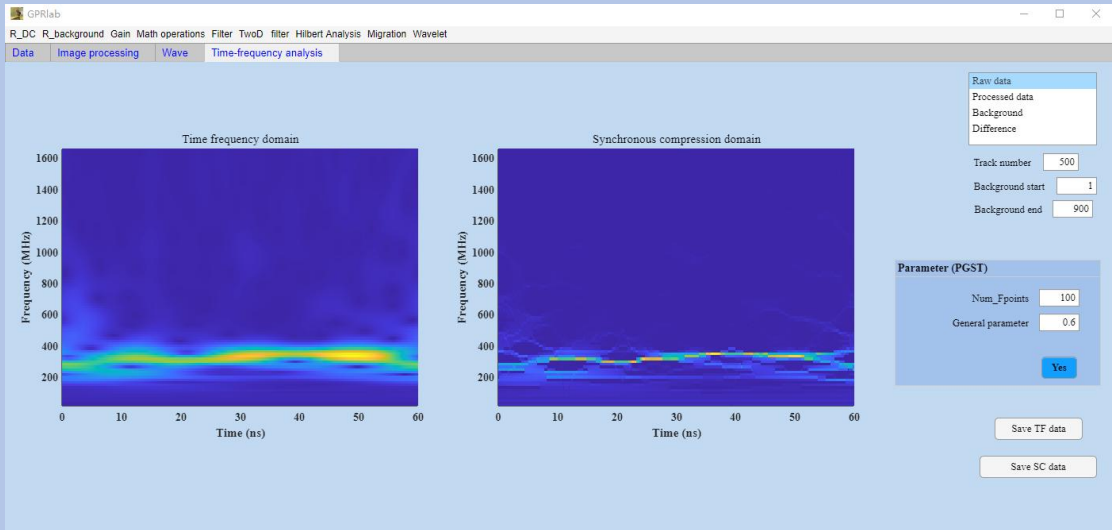 GPRlab
R_DC R_background Gain Math operations Filter TwoD filter Hilbert Analysis Migration Wavelet
Data Image processing Wave Time-frequency analysis
Time frequency domain
1600
1400
1200
1000
800
600
400
200
Frequency (MHz)
0 10 20 30 40 50 60
Time (ns)
Synchronous compression domain
1600
1400
1200
1000
800
600
400
200
Frequency (MHz)
0 10 20 30 40 50 60
Time (ns)
Raw data
Processed data
Background
Difference
Track number 500
Background start 1
Background end 900
Parameter (PGST)
Num_Fpoints 100
General parameter 0.6
Yes
Save TF data
Save SC data